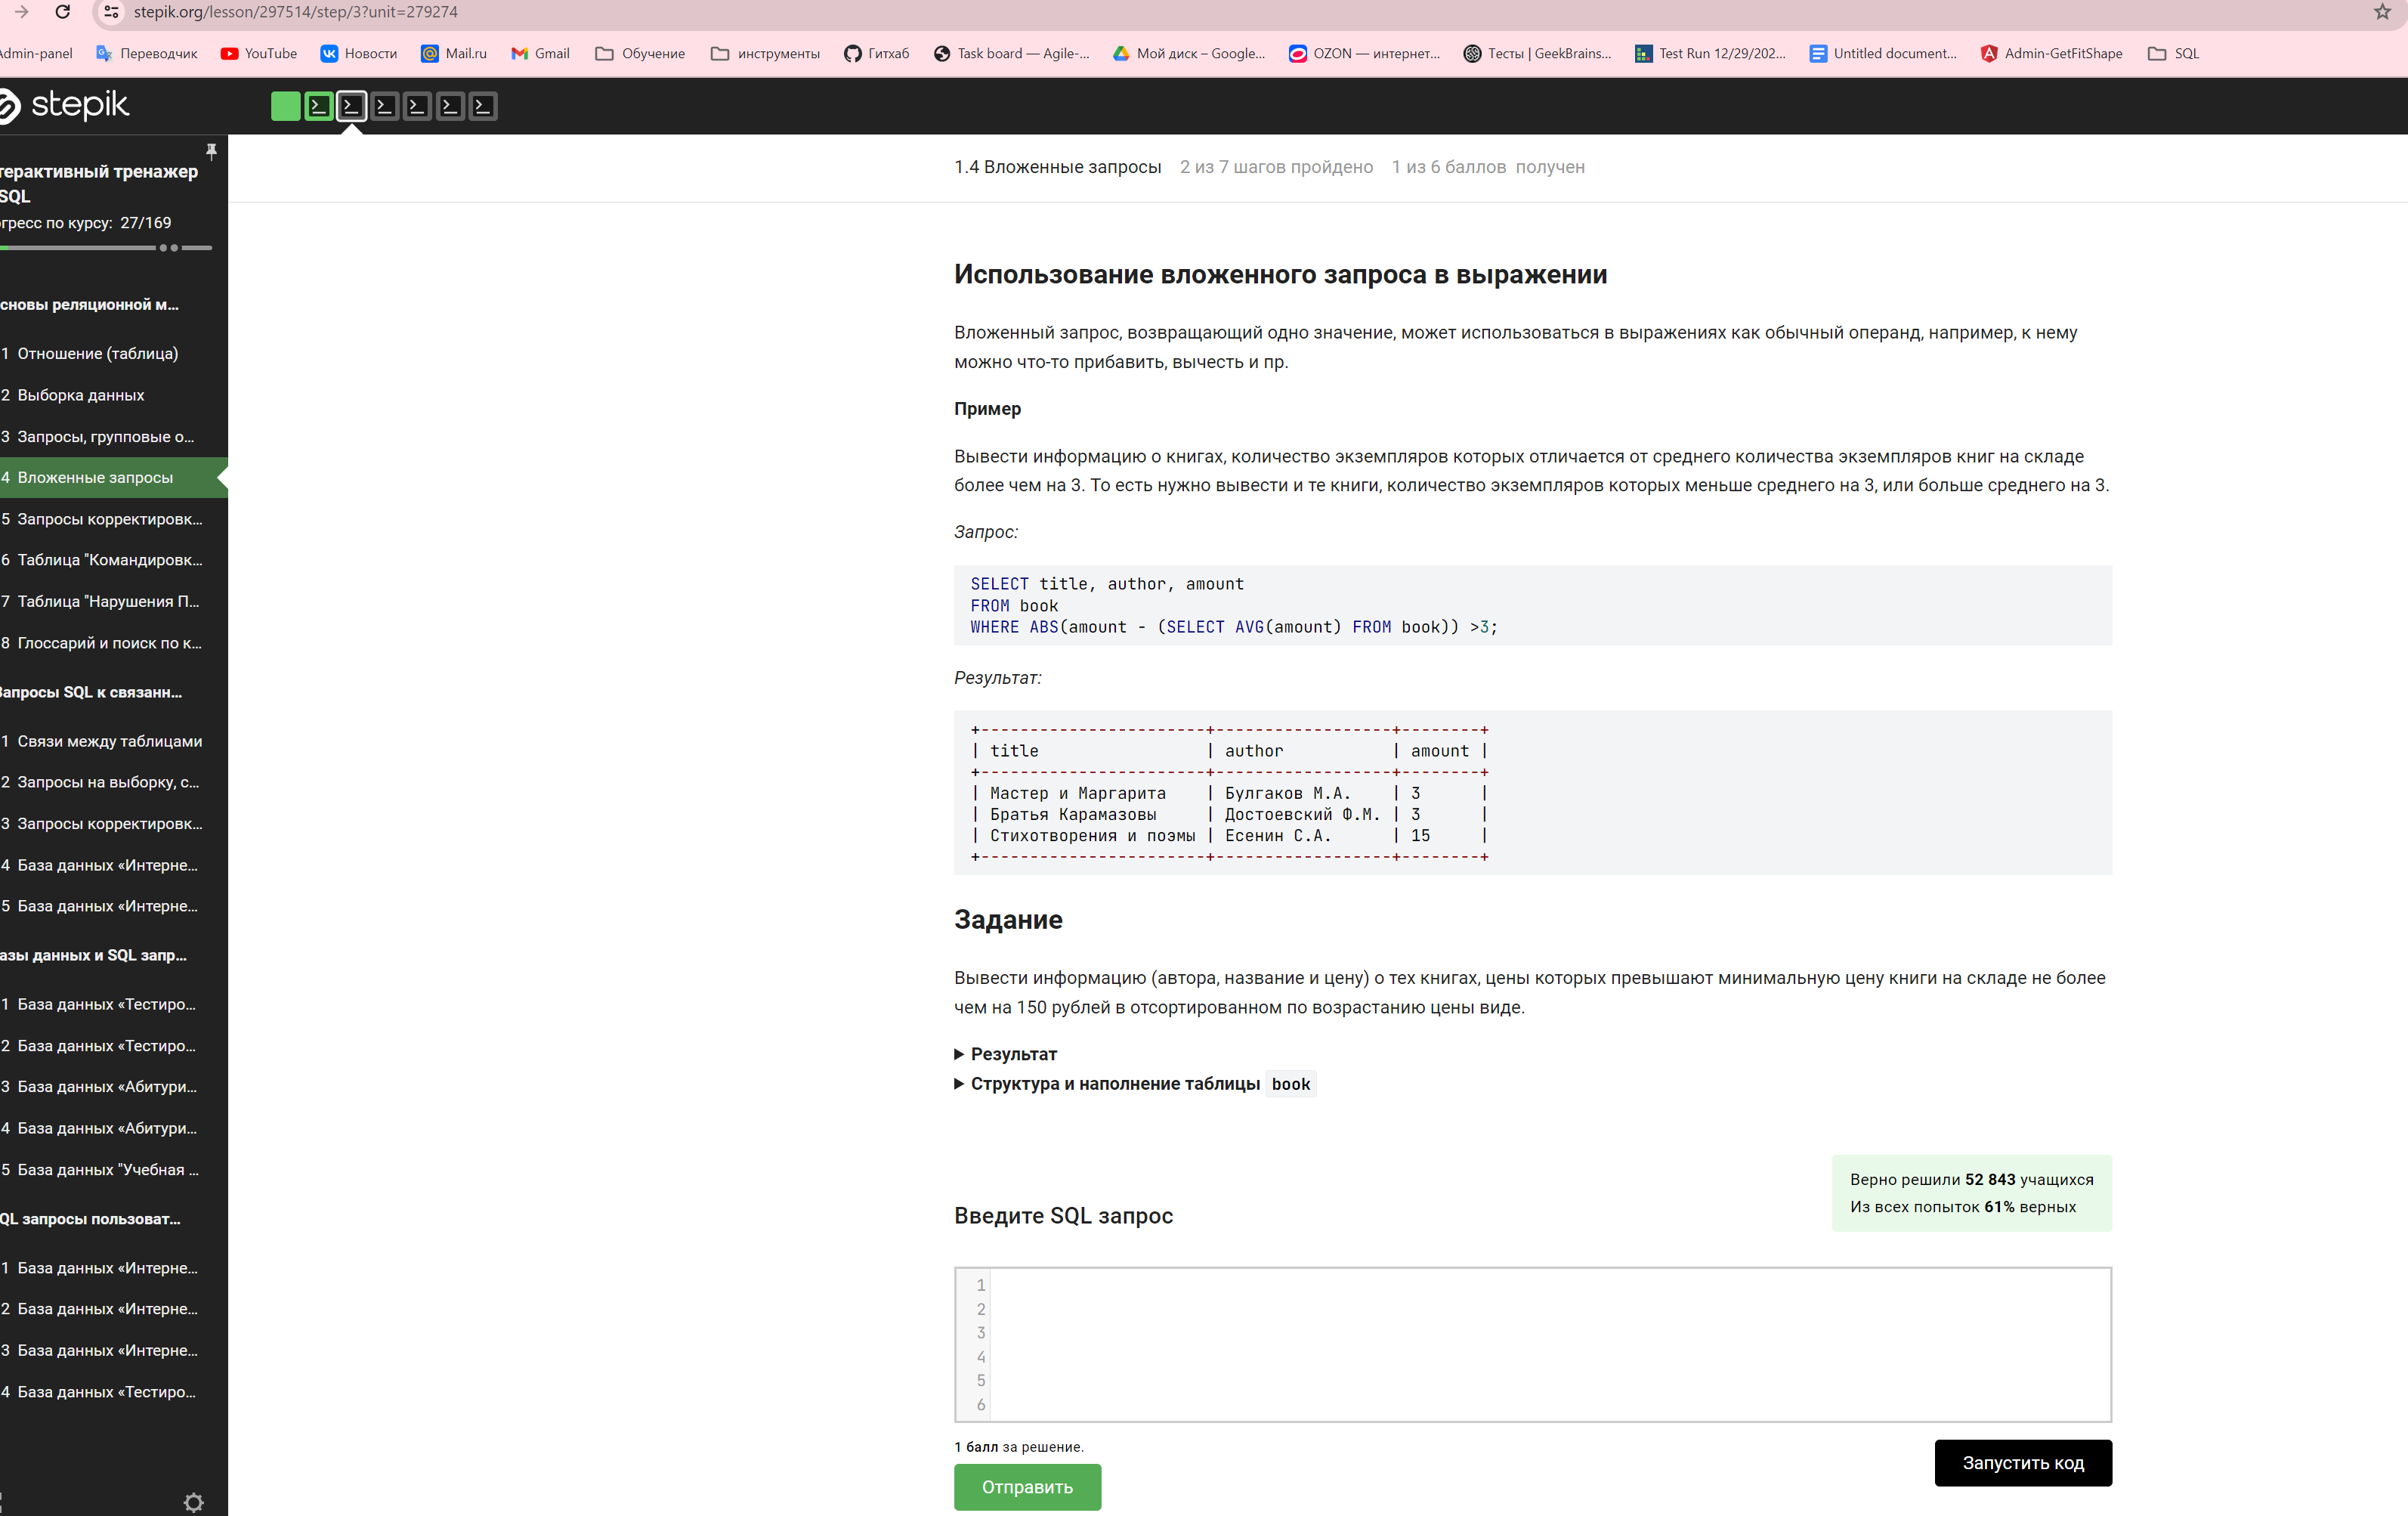 stepik.org/lesson/297514/step/3?unit=279274
Admin-panel Переводчик YouTube Новости Mail.ru Gmail Обучение инструменты Гитхаб Task board — Agile-... Мой диск – Google... OZON — интернет... Тесты | GeekBrains... Test Run 12/29/202... Untitled document... Admin-GetFitShape SQL
stepik
терактивный тренажер
SQL
огресс по курсу: 27/169
сновы реляционной м...
1 Отношение (таблица)
2 Выборка данных
3 Запросы, групповые о...
4 Вложенные запросы
5 Запросы корректировк...
6 Таблица "Командировк...
7 Таблица "Нарушения П...
8 Глоссарий и поиск по к...
Запросы SQL к связанн...
1 Связи между таблицами
2 Запросы на выборку, с...
3 Запросы корректировк...
4 База данных «Интерне...
5 База данных «Интерне...
азы данных и SQL запр...
1 База данных «Тестиро...
2 База данных «Тестиро...
3 База данных «Абитури...
4 База данных «Абитури...
5 База данных "Учебная ...
QL запросы пользоват...
1 База данных «Интерне...
2 База данных «Интерне...
3 База данных «Интерне...
4 База данных «Тестиро...
1.4 Вложенные запросы 2 из 7 шагов пройдено 1 из 6 баллов получен
Использование вложенного запроса в выражении
Вложенный запрос, возвращающий одно значение, может использоваться в выражениях как обычный операнд, например, к нему
можно что-то прибавить, вычесть и пр.
Пример
Вывести информацию о книгах, количество экземпляров которых отличается от среднего количества экземпляров книг на складе
более чем на 3. То есть нужно вывести и те книги, количество экземпляров которых меньше среднего на 3, или больше среднего на 3.
Запрос:
SELECT title, author, amount
FROM book
WHERE ABS(amount - (SELECT AVG(amount) FROM book)) >3;
Результат:
+-----------------------+------------------+--------+
| title                 | author           | amount |
+-----------------------+------------------+--------+
| Мастер и Маргарита    | Булгаков М.А.    | 3      |
| Братья Карамазовы     | Достоевский Ф.М. | 3      |
| Стихотворения и поэмы | Есенин С.А.      | 15     |
+-----------------------+------------------+--------+
Задание
Вывести информацию (автора, название и цену) о тех книгах, цены которых превышают минимальную цену книги на складе не более
чем на 150 рублей в отсортированном по возрастанию цены виде.
Результат
Структура и наполнение таблицы book
Верно решили 52 843 учащихся
Из всех попыток 61% верных
Введите SQL запрос
1
2
3
4
5
6
1 балл за решение.
Отправить
Запустить код